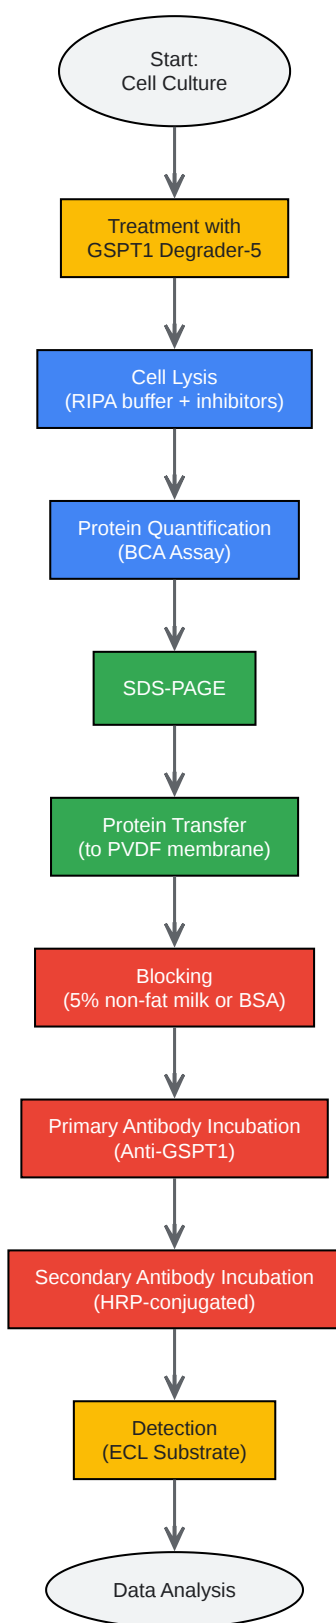 Start:
Cell Culture
Treatment with
GSPT1 Degrader-5
Cell Lysis
(RIPA buffer + inhibitors)
Protein Quantification
(BCA Assay)
SDS-PAGE
Protein Transfer
(to PVDF membrane)
Blocking
(5% non-fat milk or BSA)
Primary Antibody Incubation
(Anti-GSPT1)
Secondary Antibody Incubation
(HRP-conjugated)
Detection
(ECL Substrate)
Data Analysis